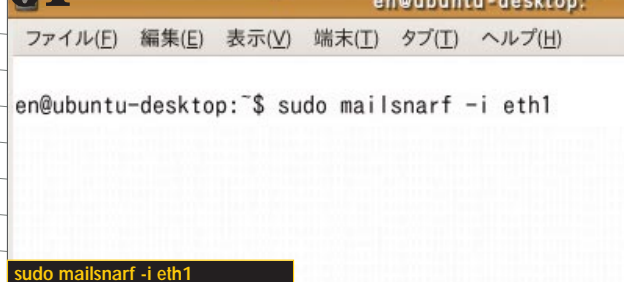 en@ubuntu-desktop:
ファイル(F) 編集(E) 表示(V) 端末(T) タブ(T) ヘルプ(H)
en@ubuntu-desktop:~$ sudo mailsnarf -i eth1
sudo mailsnarf -i eth1